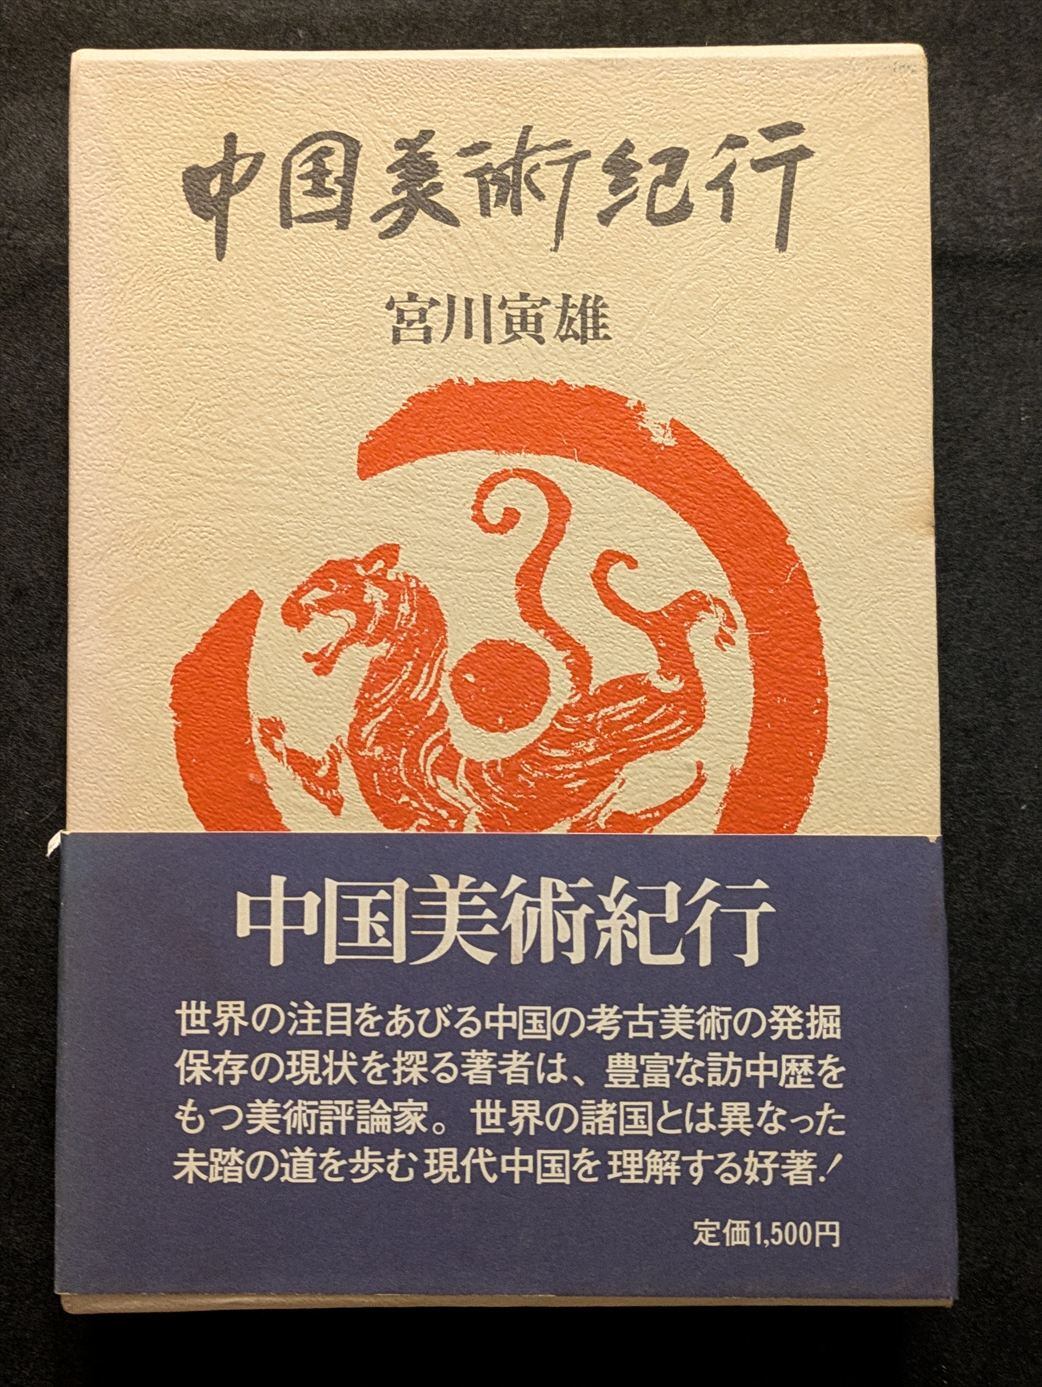 中国美術紀行
宮川寅雄
中国美術紀行
世界の注目をあびる中国の考古美術の発掘
保存の現状を探る著者は、豊富な訪中歴を
もつ美術評論家。世界の諸国とは異なった
未踏の道を歩む現代中国を理解する好著！
定価1,500円